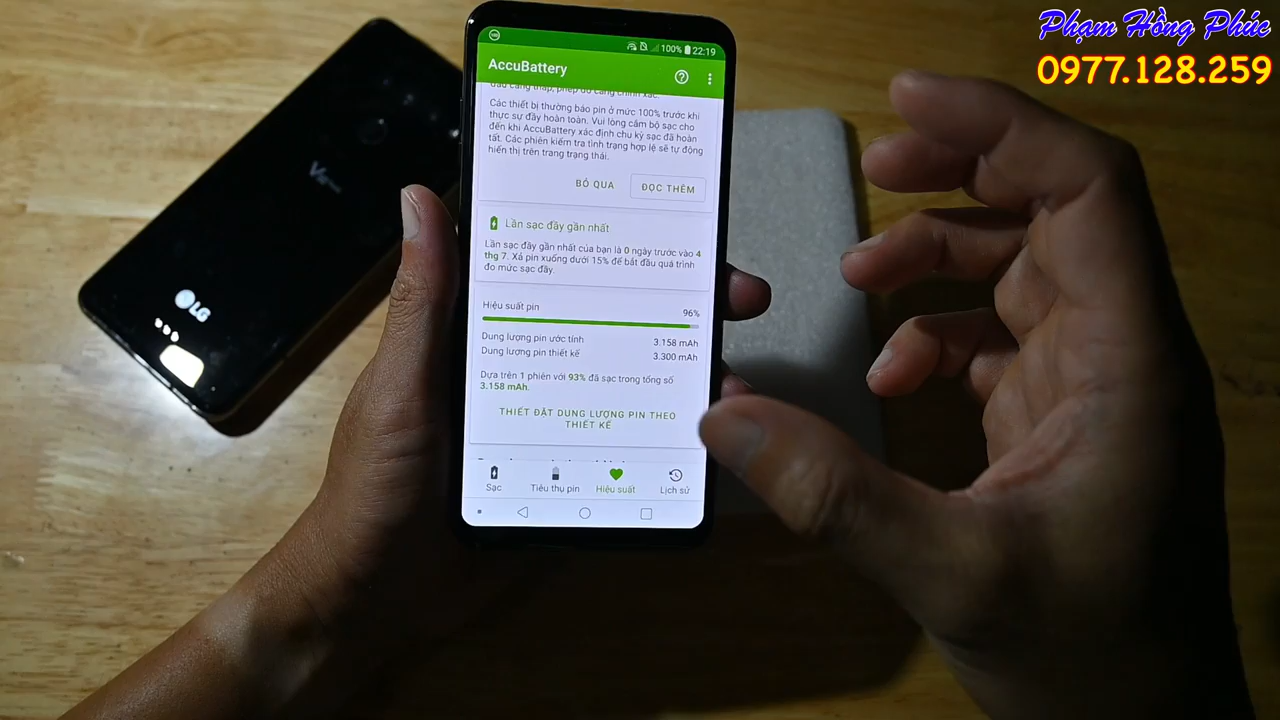 Phạm Hồng Phúc
0977.128.259
100% 22:19
AccuBattery
Các thiết bị thường báo pin ở mức 100% trước khi
thực sự đầy hoàn toàn. Vui lòng cắm bộ sạc cho
đến khi AccuBattery xác định chu kỳ sạc đã hoàn
tất. Các phiên kiểm tra tình trạng hợp lệ sẽ tự động
hiển thị trên trang trạng thái.
BỎ QUA ĐỌC THÊM
Lần sạc đầy gần nhất
Lần sạc đầy gần nhất của bạn là 0 ngày trước vào 4
thg 7. Xả pin xuống dưới 15% để bắt đầu quá trình
đo mức sạc đầy.
Hiệu suất pin 96%
Dung lượng pin ước tính 3.158 mAh
Dung lượng pin thiết kế 3.300 mAh
Dựa trên 1 phiên với 93% đã sạc trong tổng số
3.158 mAh.
THIẾT ĐẶT DUNG LƯỢNG PIN THEO
THIẾT KẾ
Sạc Tiêu thụ pin Hiệu suất Lịch sử
LG